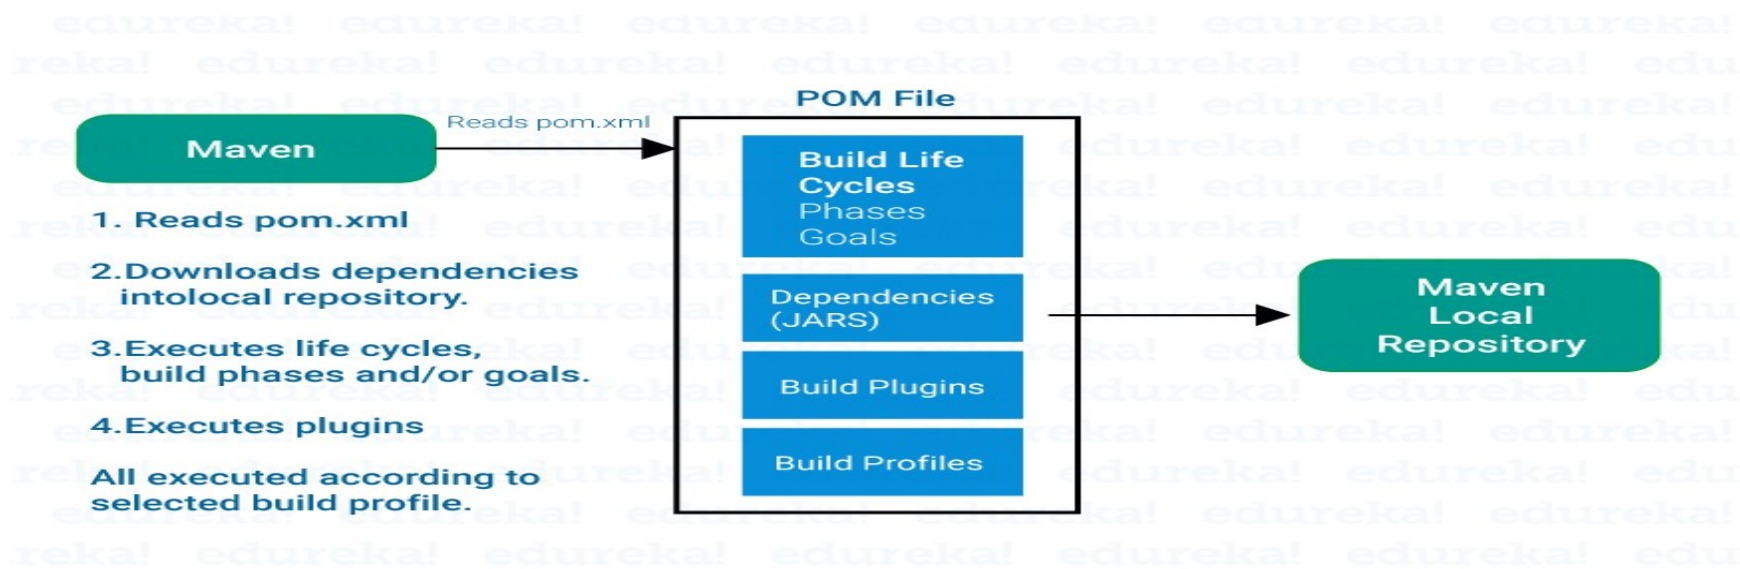 POM File
Maven
Reads pom.xml
1. Reads pom.xml
2.Downloads dependencies
intolocal repository.
3.Executes life cycles,
build phases and/or goals.
4.Executes plugins
All executed according to
selected build profile.
Build Life
Cycles
Phases
Goals
Dependencies
(JARS)
Build Plugins
Build Profiles
Maven
Local
Repository
edureka!